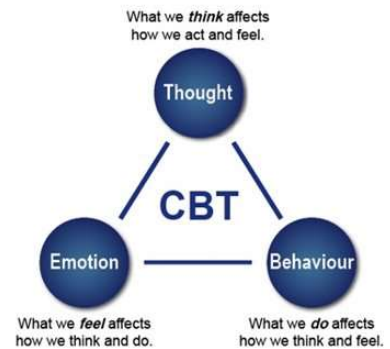 What we think affects
how we act and feel.
Thought
CBT
Emotion
Behaviour
What we feel affects
how we think and do.
What we do affects
how we think and feel.